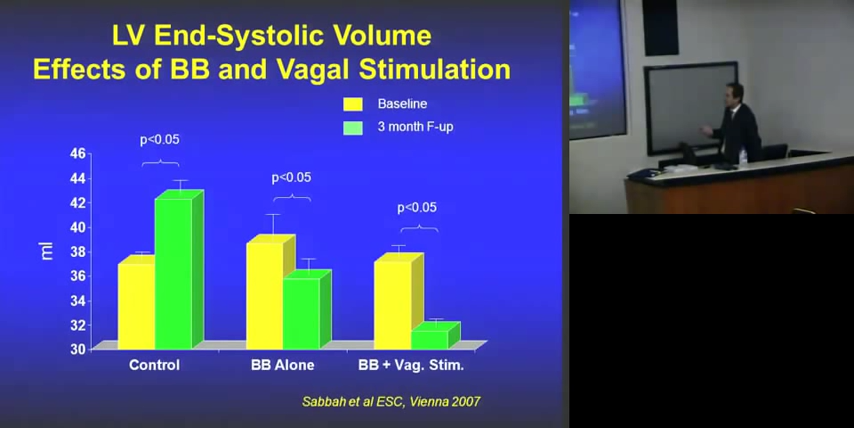 LV End-Systolic Volume
Effects of BB and Vagal Stimulation
Baseline
3 month F-up
p<0.05
p<0.05
p<0.05
46
44
42
40
38
36
34
32
30
ml
Control
BB Alone
BB + Vag. Stim.
Sabbah et al ESC, Vienna 2007